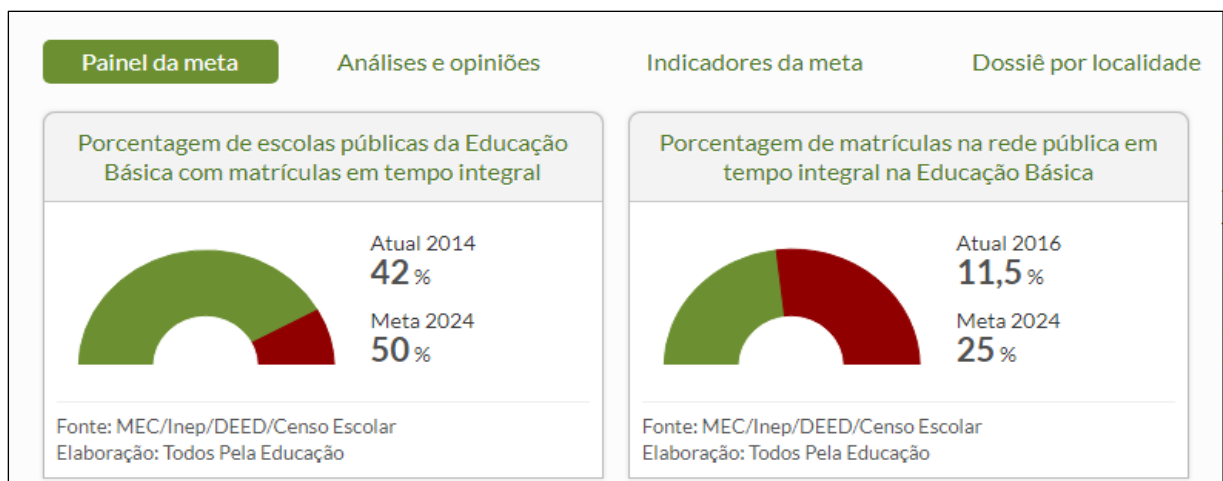 Painel da meta
Análises e opiniões
Indicadores da meta
Dossiê por localidade
Porcentagem de escolas públicas da Educação
Básica com matrículas em tempo integral
Atual 2014
42 %
Meta 2024
50 %
Fonte: MEC/Inep/DEED/Censo Escolar
Elaboração: Todos Pela Educação
Porcentagem de matrículas na rede pública em
tempo integral na Educação Básica
Atual 2016
11,5 %
Meta 2024
25 %
Fonte: MEC/Inep/DEED/Censo Escolar
Elaboração: Todos Pela Educação